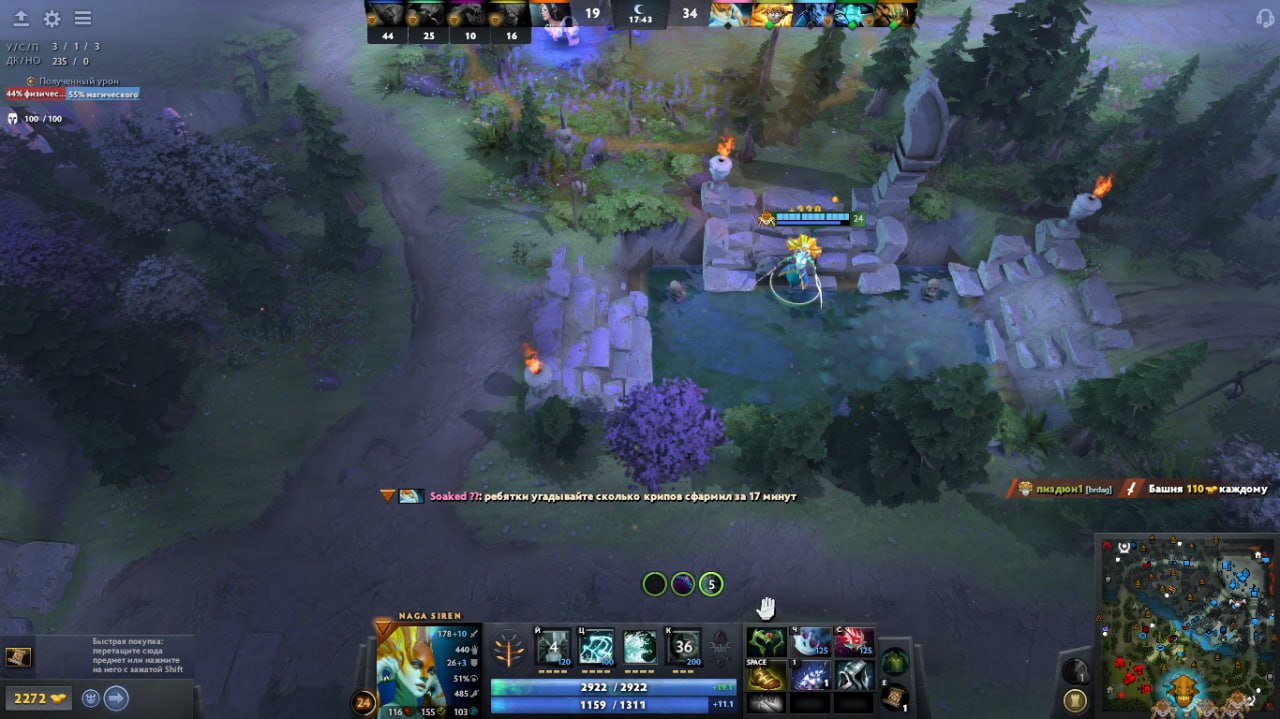 19
17:43
34
44 25 10 16
У/С/П 3 / 1 / 3
ДК/НО 235 / 0
Полученный урон
44% физичес... 55% магического
100 /100
+220
24
Soaked ??: ребятки угадывайте сколько крипов сфармил за 17 минут
пиздюн1 [brdag] Башня 110 каждому
5
NAGA SIREN
178+10
440
26+3
51%
485
116 155 103
24
Й
4
120
Ц
100
К
36
200
2922 / 2922
+19.1
1159 / 1311
+11.1
Ч
125
С
125
SPACE
1
1
E
1
1
Быстрая покупка:
перетащите сюда
предмет или нажмите
на него с зажатой Shift
2272